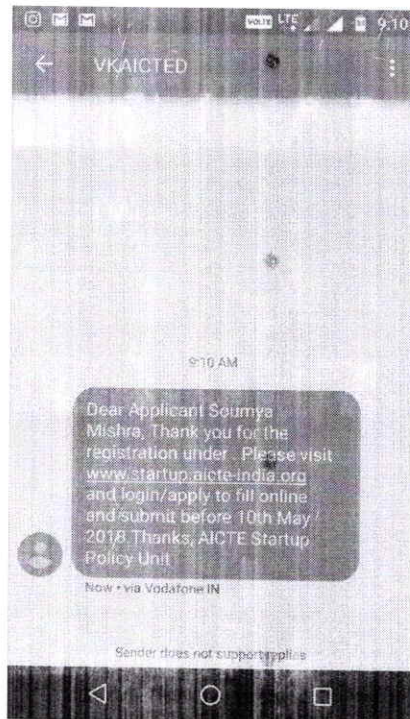 VoLTE LTE 9:10
VKAICTED
9:10 AM
Dear Applicant Soumya
Mishra, Thank you for the
registration under . Please visit
www.startup.aicte-india.org
and login/apply to fill online
and submit before 10th May
2018.Thanks, AICTE Startup
Policy Unit
Now • via Vodafone IN
Sender does not support replies